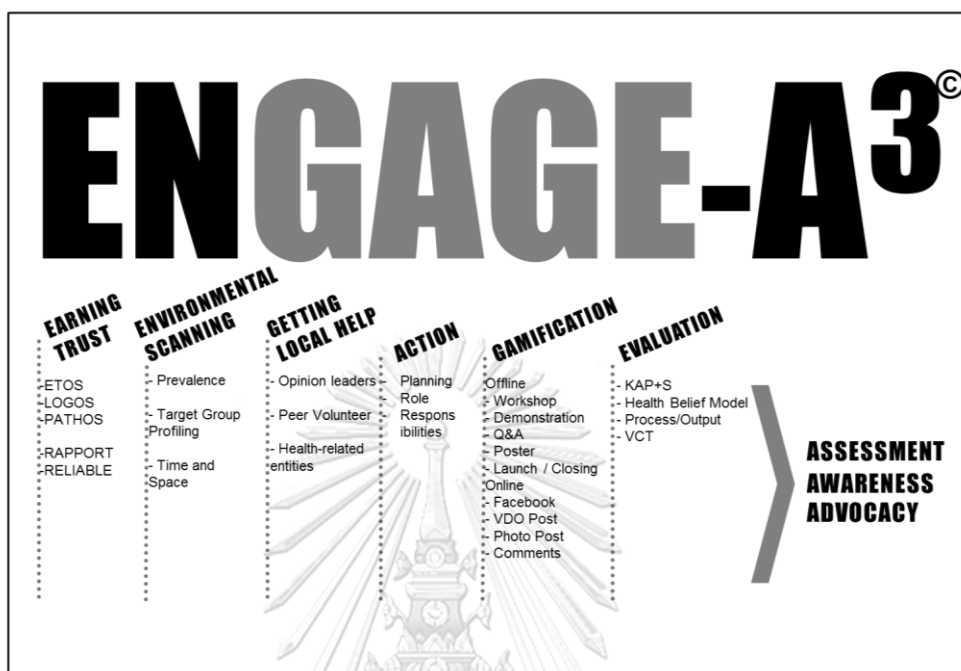 ENGAGE-A3©
EARNING
TRUST
-ETOS
-LOGOS
-PATHOS
-RAPPORT
-RELIABLE
ENVIRONMENTAL
SCANNING
- Prevalence
- Target Group
Profiling
- Time and
Space
GETTING
LOCAL HELP
- Opinion leaders
- Peer Volunteer
- Health-related
entities
ACTION
- Planning
- Role
- Respons
ibilities
GAMIFICATION
Offline
- Workshop
- Demonstration
- Q&A
- Poster
- Launch / Closing
Online
- Facebook
- VDO Post
- Photo Post
- Comments
EVALUATION
- KAP+S
- Health Belief Model
- Process/Output
- VCT
ASSESSMENT
AWARENESS
ADVOCACY